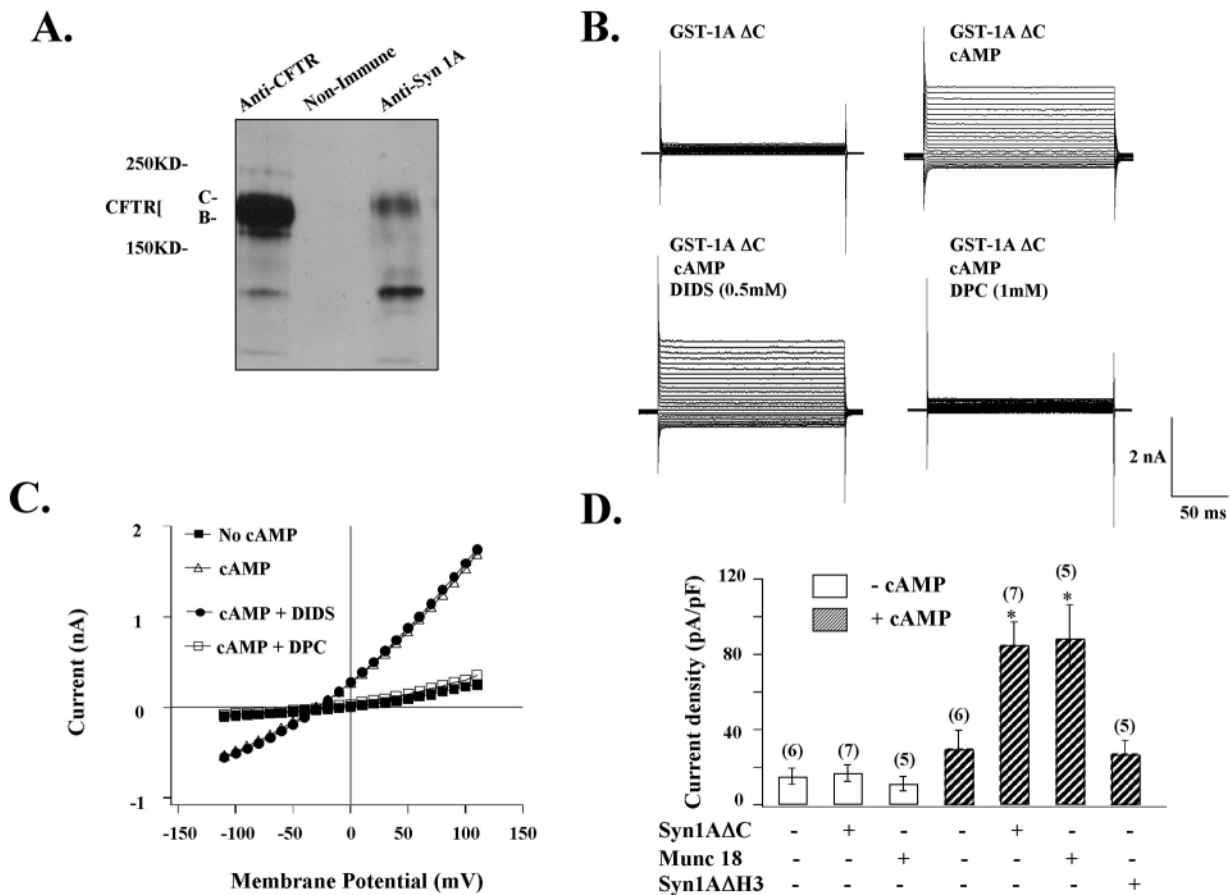 A.
Anti-CFTR
Non-Immune
Anti-Syn 1A
250KD-
CFTR[
C-
B-
150KD-
B.
GST-1A ΔC
GST-1A ΔC
cAMP
GST-1A ΔC
cAMP
DIDS (0.5mM)
GST-1A ΔC
cAMP
DPC (1mM)
2 nA
50 ms
C.
No cAMP
cAMP
cAMP + DIDS
cAMP + DPC
Current (nA)
2
1
0
-1
-150 -100 -50 0 50 100 150
Membrane Potential (mV)
D.
- cAMP
+ cAMP
Current density (pA/pF)
120
80
40
0
(6) (7) (5) (6) (7) (5) (5)
* *
Syn1AΔC - + - - + - -
Munc 18 - - + - - + -
Syn1AΔH3 - - - - - - +